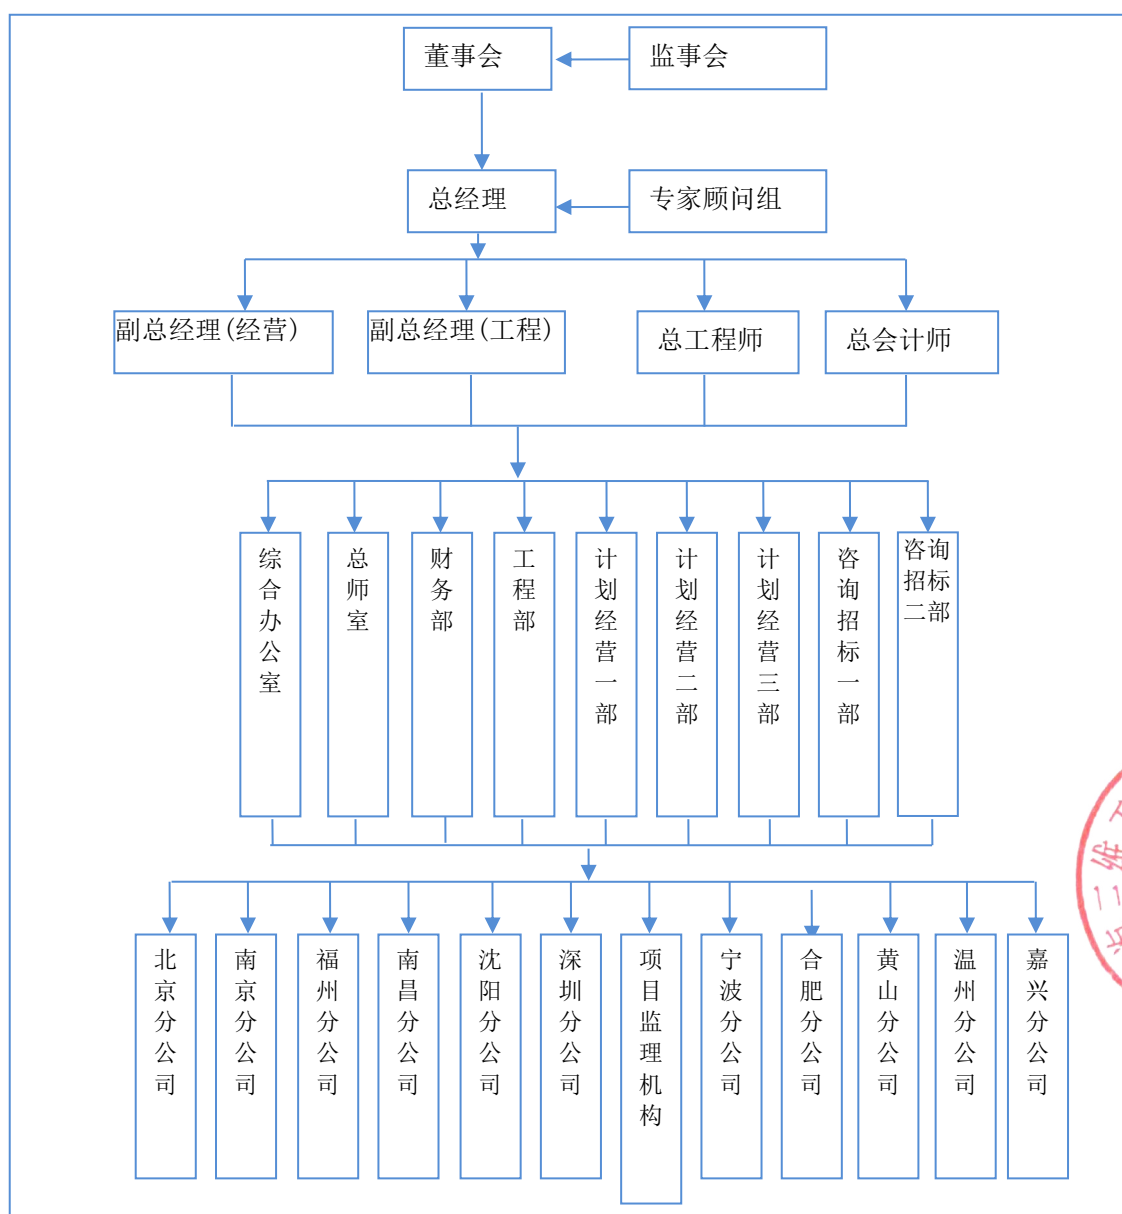 董事会
监事会
总经理
专家顾问组
副总经理(经营)
副总经理(工程)
总工程师
总会计师
综合办公室
总师室
财务部
工程部
计划经营一部
计划经营二部
计划经营三部
咨询招标一部
咨询
招标
二部
北京分公司
南京分公司
福州分公司
南昌分公司
沈阳分公司
深圳分公司
项目监理机构
宁波分公司
合肥分公司
黄山分公司
温州分公司
嘉兴分公司